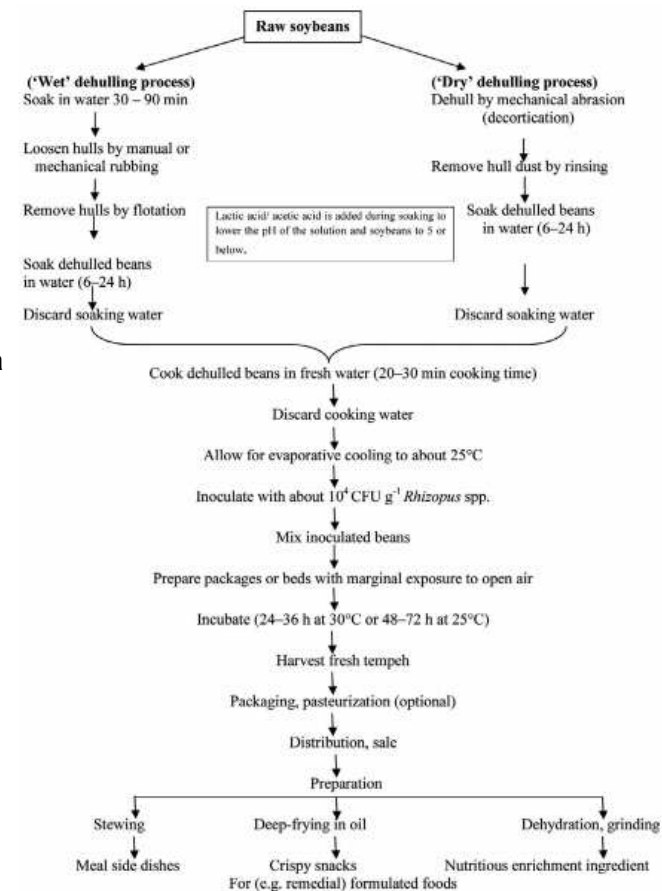 Raw soybeans
('Wet' dehulling process)
Soak in water 30 – 90 min
Loosen hulls by manual or
mechanical rubbing
Remove hulls by flotation
Soak dehulled beans
in water (6–24 h)
Discard soaking water
('Dry' dehulling process)
Dehull by mechanical abrasion
(decortication)
Remove hull dust by rinsing
Soak dehulled beans
in water (6–24 h)
Discard soaking water
Lactic acid/ acetic acid is added during soaking to
lower the pH of the solution and soybeans to 5 or
below.
Cook dehulled beans in fresh water (20–30 min cooking time)
Discard cooking water
Allow for evaporative cooling to about 25°C
Inoculate with about 10⁴ CFU g⁻¹ Rhizopus spp.
Mix inoculated beans
Prepare packages or beds with marginal exposure to open air
Incubate (24–36 h at 30°C or 48–72 h at 25°C)
Harvest fresh tempeh
Packaging, pasteurization (optional)
Distribution, sale
Preparation
Stewing
Deep-frying in oil
Dehydration, grinding
Meal side dishes
Crispy snacks
Nutritious enrichment ingredient
For (e.g. remedial) formulated foods